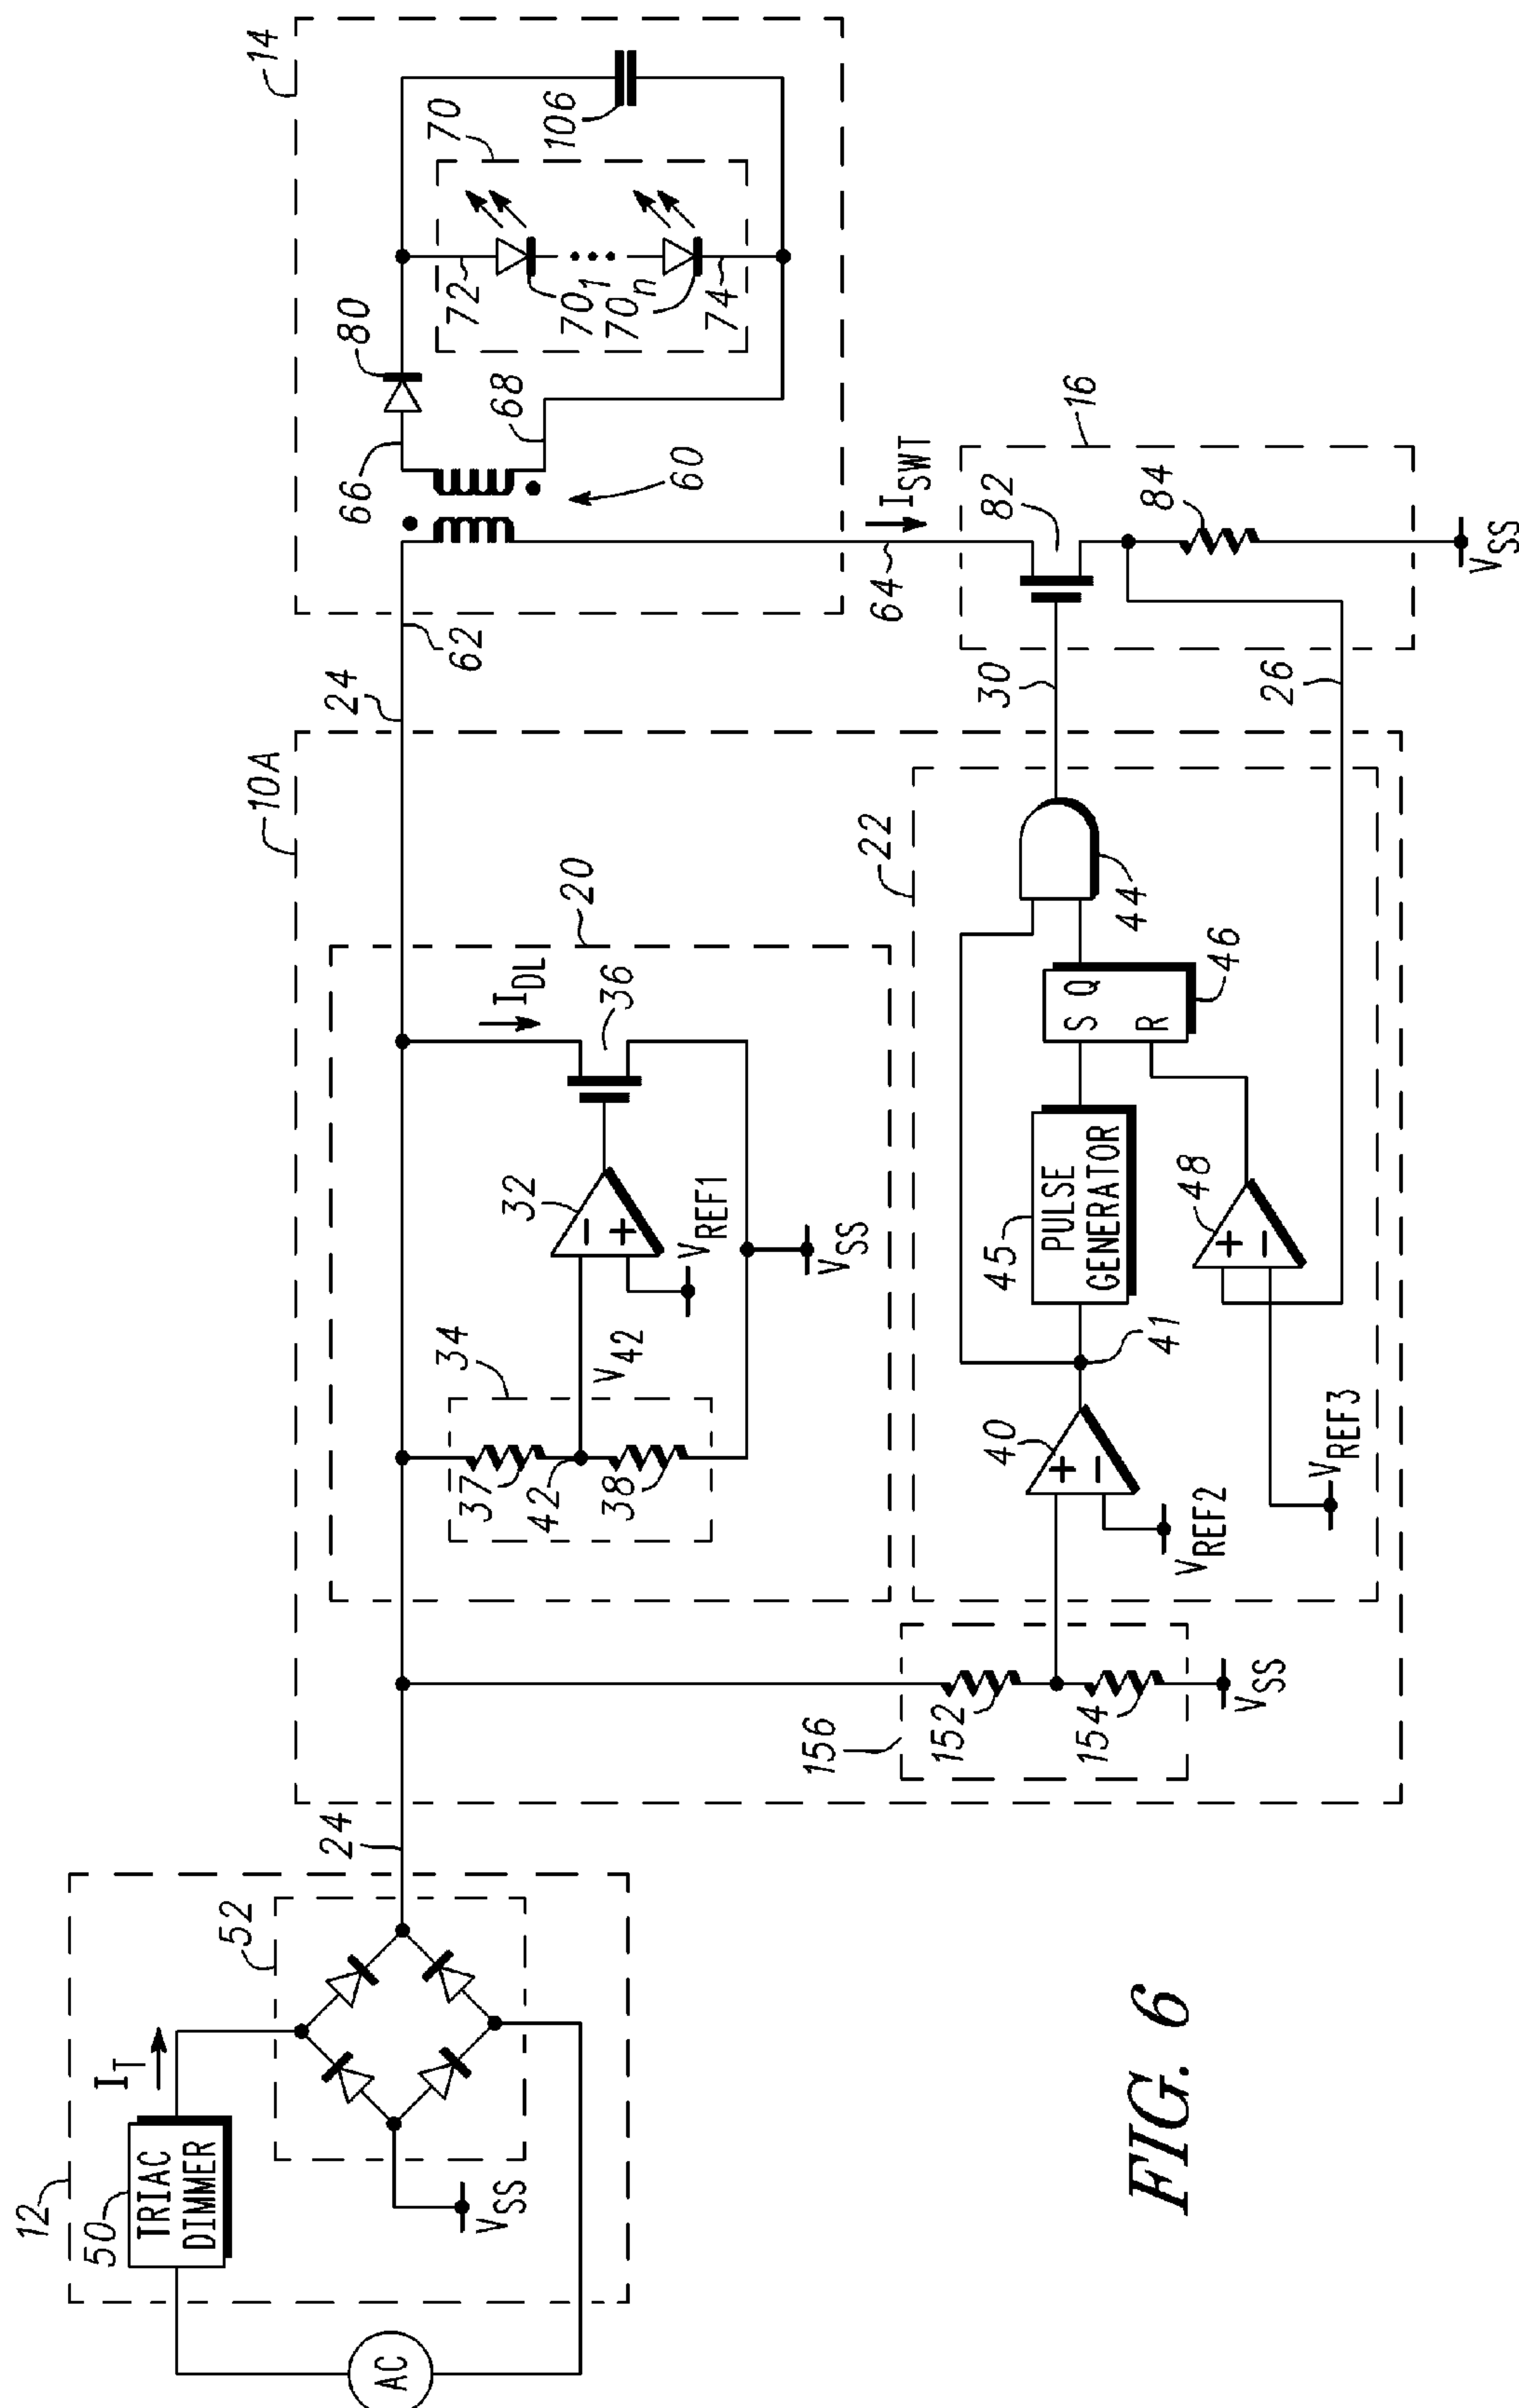 12
50
TRIAC
DIMMER
I_T
52
V_SS
AC
24
10A
20
34
37
42
38
V_42
32
−
+
V_REF1
I_DL
36
V_SS
156
152
154
V_SS
22
40
+
−
V_REF2
41
45
PULSE
GENERATOR
S Q
R
46
44
48
+
−
V_REF3
24
62
14
66
80
68
60
72
70
70_1
70_n
74
106
64
I_SWT
16
30
82
84
26
V_SS
FIG. 6